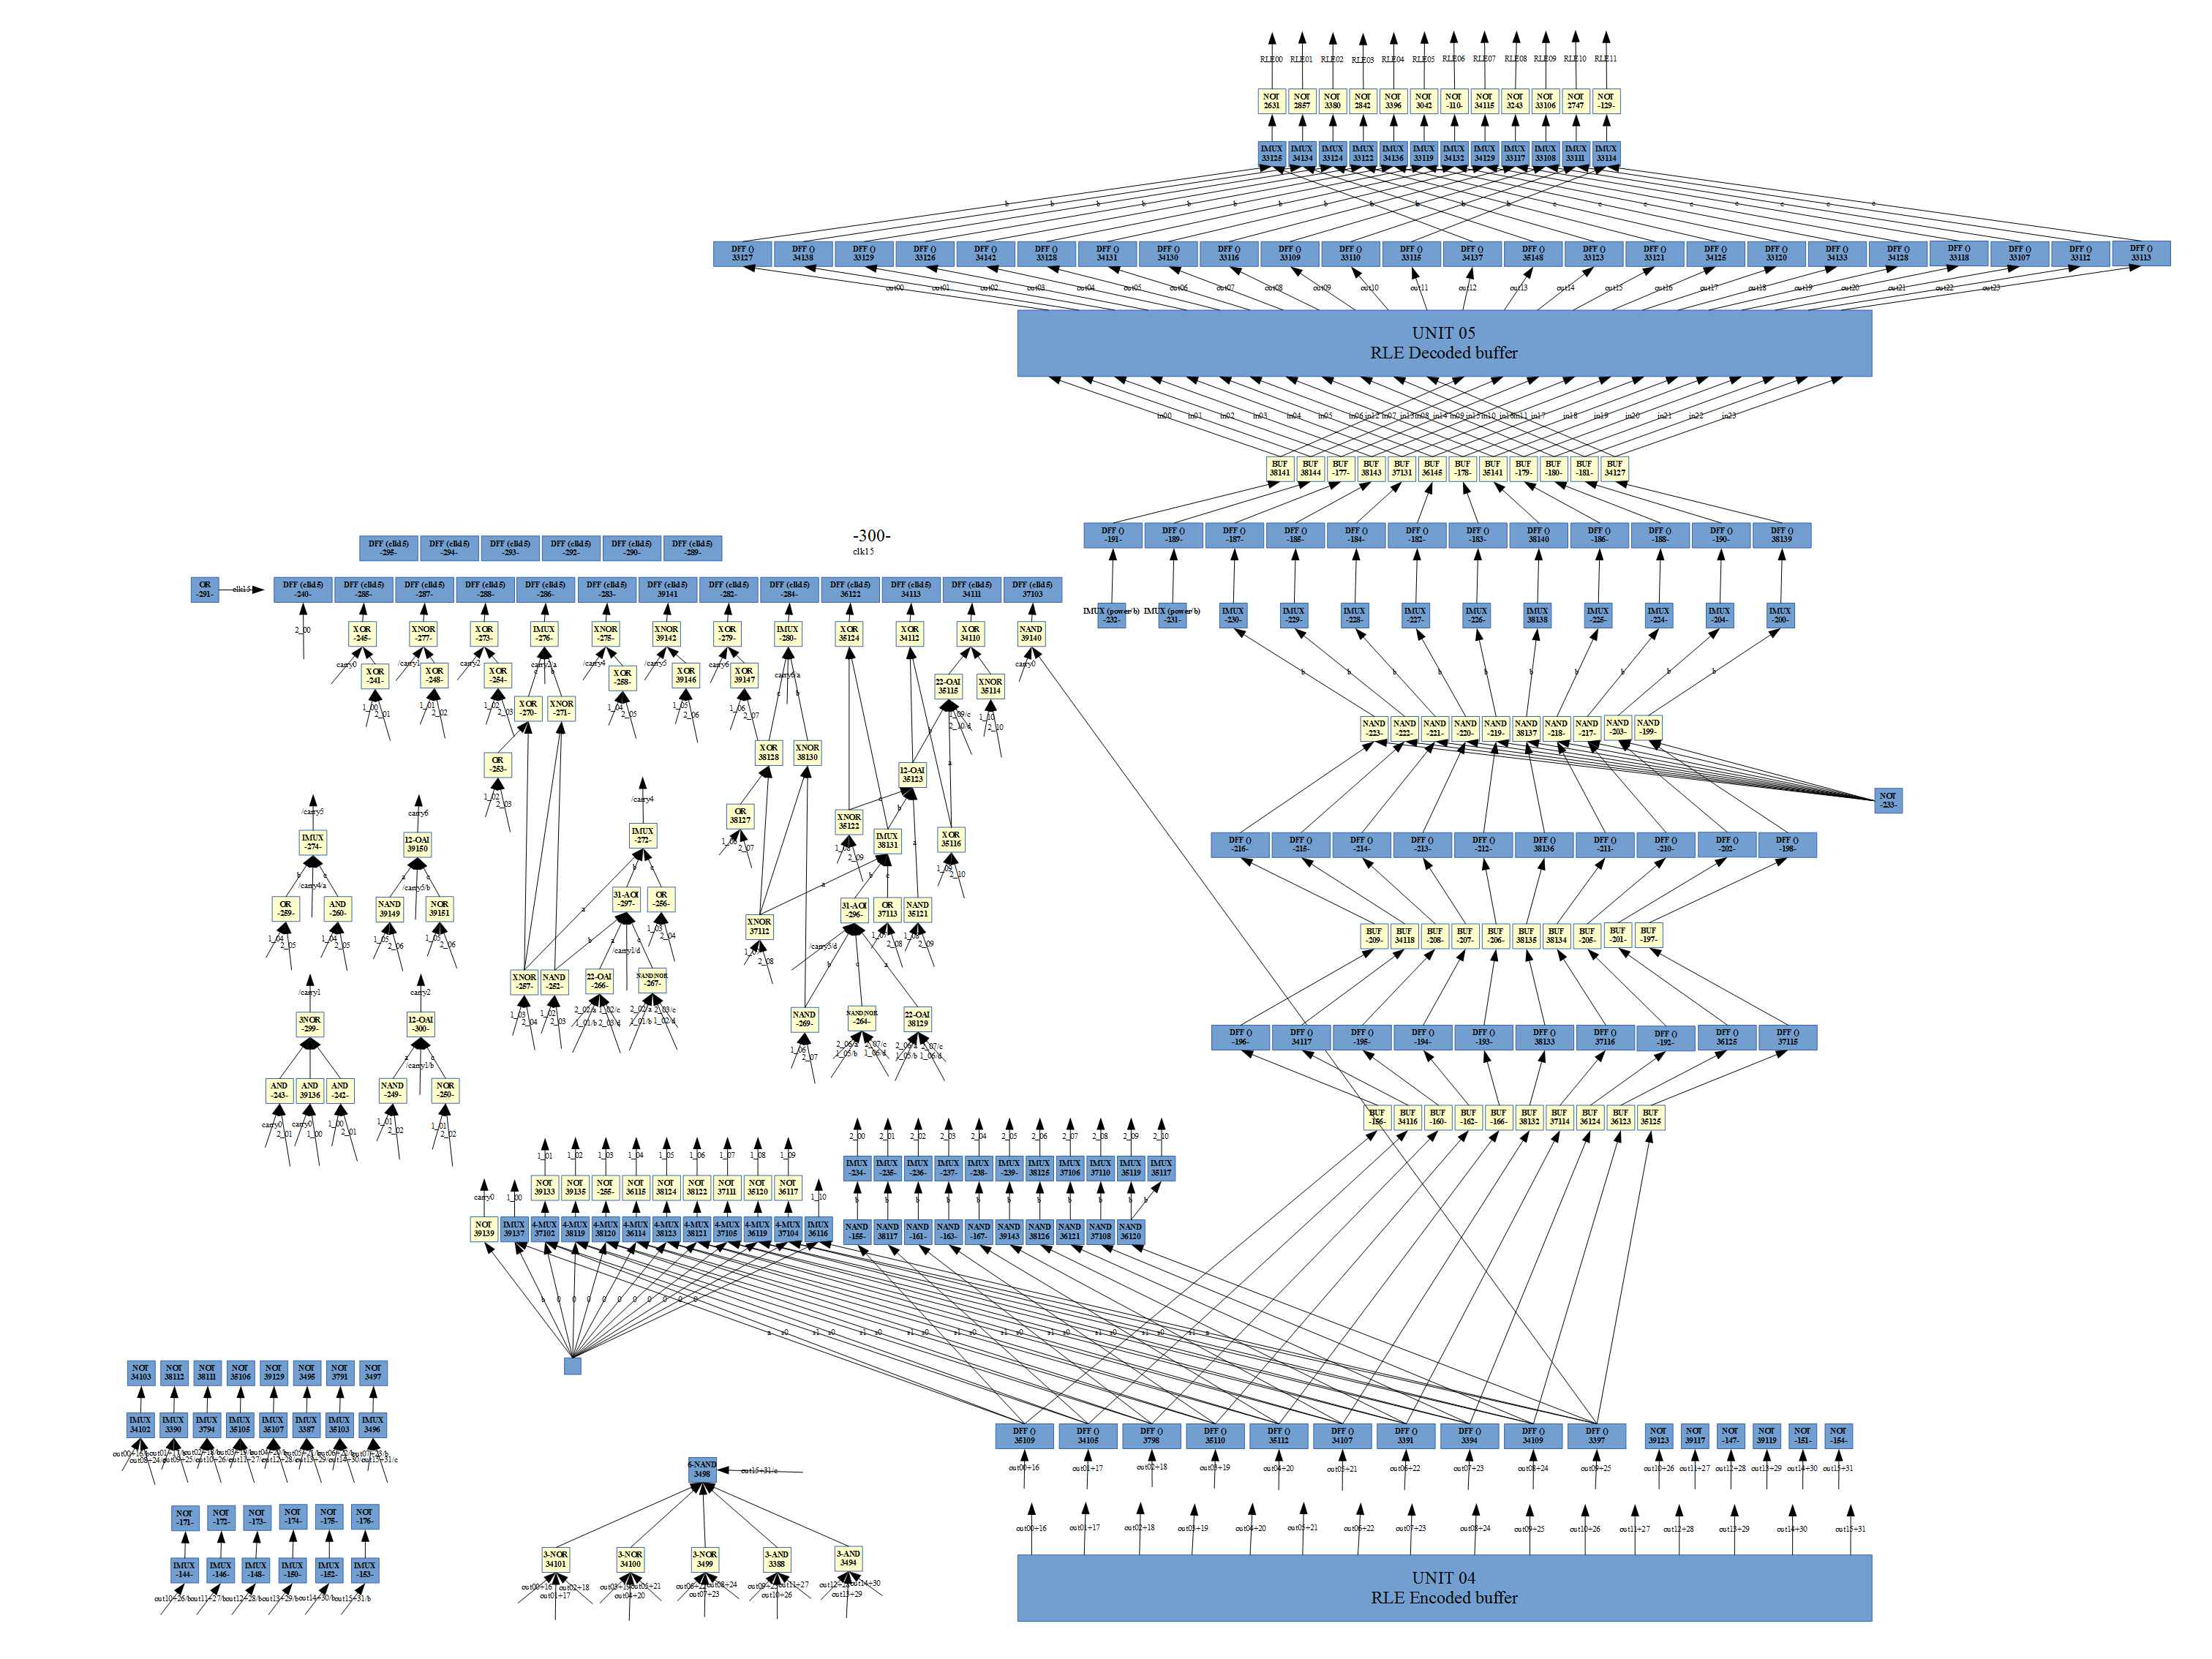 RLE00 RLE01 RLE02 RLE03 RLE04 RLE05 RLE06 RLE07 RLE08 RLE09 RLE10 RLE11
NOT NOT NOT NOT NOT NOT NOT NOT NOT NOT NOT NOT
2631 2857 3380 2842 3396 3042 -110- 34115 3243 33106 2747 -129-
IMUX IMUX IMUX IMUX IMUX IMUX IMUX IMUX IMUX IMUX IMUX IMUX
33125 34134 33124 33122 34136 33119 34132 34129 33117 33108 33111 33114
b b b b b b b b b b b b b c c c c c c
DFF () DFF () DFF () DFF () DFF () DFF () DFF () DFF () DFF () DFF () DFF () DFF () DFF () DFF () DFF () DFF () DFF () DFF () DFF () DFF () DFF () DFF () DFF () DFF ()
33127 34138 33129 33126 34142 33128 34131 34130 33116 33109 33110 33115 34137 35148 33123 33121 34125 33120 34133 34128 33118 33107 33112 33113
out00 out01 out02 out03 out04 out05 out06 out07 out08 out09 out10 out11 out12 out13 out14 out15 out16 out17 out18 out19 out20 out21 out22 out23
UNIT 05
RLE Decoded buffer
in00 in01 in02 in03 in04 in05 in06 in12 in07 in13 in08 in14 in09 in15 in10 in16 in11 in17 in18 in19 in20 in21 in22 in23
BUF BUF BUF BUF BUF BUF BUF BUF BUF BUF BUF BUF
38141 38144 -177- 38143 37131 36145 -178- 35141 -179- -180- -181- 34127
DFF () DFF () DFF () DFF () DFF () DFF () DFF () DFF () DFF () DFF () DFF () DFF ()
-191- -189- -187- -185- -184- -182- -183- 38140 -186- -188- -190- 38139
-300-
clk15
DFF (clk15) DFF (clk15) DFF (clk15) DFF (clk15) DFF (clk15) DFF (clk15)
-295- -294- -293- -292- -290- -289-
OR
-291-
clk15
DFF (clk15) DFF (clk15) DFF (clk15) DFF (clk15) DFF (clk15) DFF (clk15) DFF (clk15) DFF (clk15) DFF (clk15) DFF (clk15) DFF (clk15) DFF (clk15) DFF (clk15)
-240- -285- -287- -288- -286- -283- 39141 -282- -284- 36122 34113 34111 37103
IMUX (power/b) IMUX (power/b) IMUX IMUX IMUX IMUX IMUX IMUX IMUX IMUX IMUX IMUX
-232- -231- -230- -229- -228- -227- -226- 38138 -225- -224- -204- -200-
2_00
XOR XNOR XOR IMUX XNOR XNOR XOR IMUX XOR XOR XOR NAND
-245- -277- -273- -276- -275- 39142 -279- -280- 35124 34112 34110 39140
carry0 /carry1 carry2 carry2/a /carry4 /carry5 carry6 carry6/a carry0
c b c b
XOR XNOR XOR XOR XOR XOR 22-OAI XNOR
-241- -248- -254- -258- 39146 39147 35115 35114
1_00 2_01 1_01 2_02 1_02 2_03 1_04 2_05 1_05 2_06 1_06 2_07 1_09/c 2_10/d 1_10 2_10
b b b b b b b b b b
XOR XNOR
-270- -271-
NAND NAND NAND NAND NAND NAND NAND NAND NAND NAND
-223- -222- -221- -220- -219- 38137 -218- -217- -203- -199-
OR XOR XNOR 12-OAI
-253- 38128 38130 35123
1_02 2_03 b a
NOT
-233-
OR XNOR IMUX XOR
38127 35122 38131 35116
1_06 2_07 1_08 2_09 c b a 1_09 2_10
/carry5 carry6 /carry4
IMUX 12-OAI IMUX
-274- 39150 -272-
b /carry4/a c a /carry5/b c a b c
DFF () DFF () DFF () DFF () DFF () DFF () DFF () DFF () DFF () DFF ()
-216- -215- -214- -213- -212- 38136 -211- -210- -202- -198-
OR AND NAND NOR 31-AOI OR 31-AOI OR NAND
-259- -260- 39149 39151 -297- -256- -296- 37113 35121
1_04 2_05 1_04 2_05 1_05 2_06 1_05 2_06 1_03 2_04 1_07 2_08 1_08 2_09
XNOR
37112
1_07 2_08
BUF BUF BUF BUF BUF BUF BUF BUF BUF BUF
-209- 34118 -208- -207- -206- 38135 38134 -205- -201- -197-
b a /carry1/d c /carry5/d b c a
XNOR NAND 22-OAI NAND|NOR
-257- -252- -266- -267-
1_03 2_04 1_02 2_03 2_02/a 1_02/c 1_01/b 2_03/d 2_02/a 2_03/c 1_01/b 1_02/d
/carry1 carry2
3NOR 12-OAI NAND NAND|NOR 22-OAI
-299- -300- -269- -264- 38129
1_06 2_07 2_06/a 2_07/c 1_05/b 1_06/d 2_06/a 2_07/c 1_05/b 1_06/d
a /carry1/b c
DFF () DFF () DFF () DFF () DFF () DFF () DFF () DFF () DFF () DFF ()
-196- 34117 -195- -194- -193- 38133 37116 -192- 36125 37115
AND AND AND NAND NOR
-243- 39136 -242- -249- -250-
carry0 2_01 carry0 1_00 1_00 2_01 1_01 2_02 1_01 2_02
BUF BUF BUF BUF BUF BUF BUF BUF BUF BUF
-156- 34116 -160- -162- -166- 38132 37114 36124 36123 35125
2_00 2_01 2_02 2_03 2_04 2_05 2_06 2_07 2_08 2_09 2_10
IMUX IMUX IMUX IMUX IMUX IMUX IMUX IMUX IMUX IMUX IMUX
-234- -235- -236- -237- -238- -239- 38125 37106 37110 35119 35117
1_01 1_02 1_03 1_04 1_05 1_06 1_07 1_08 1_09
NOT NOT NOT NOT NOT NOT NOT NOT NOT
39133 39135 -255- 36115 38124 38122 37111 35120 36117
carry0 1_00 1_10
b b b b b b b b b b b
NOT IMUX 4-MUX 4-MUX 4-MUX 4-MUX 4-MUX 4-MUX 4-MUX 4-MUX 4-MUX IMUX
39139 39137 37102 38119 38120 36114 38123 38121 37105 36119 37104 36116
NAND NAND NAND NAND NAND NAND NAND NAND NAND NAND
-155- 38117 -161- -163- -167- 39143 38126 36121 37108 36120
b 0 0 0 0 0 0 0 0 0
a s0 s1 s0 s1 s0 s1 s0 s1 s0 s1 s0 s1 s0 s1 s0 s1 s0 s1 a
NOT NOT NOT NOT NOT NOT NOT NOT
34103 38112 38111 35106 39129 3495 3791 3497
IMUX IMUX IMUX IMUX IMUX IMUX IMUX IMUX
34102 3390 3794 35105 35107 3387 35103 3496
out00÷16/b out01÷17/b out02÷18/b out03÷19/b out04÷20/b out05÷21/b out06÷22/b out07÷23/b
out08÷24/c out09÷25/c out10÷26/c out11÷27/c out12÷28/c out13÷29/c out14÷30/c out15÷31/c
DFF () DFF () DFF () DFF () DFF () DFF () DFF () DFF () DFF () DFF ()
35109 34105 3798 35110 35112 34107 3391 3394 34109 3397
NOT NOT NOT NOT NOT NOT
39123 39117 -147- 39119 -151- -154-
out00÷16 out01÷17 out02÷18 out03÷19 out04÷20 out05÷21 out06÷22 out07÷23 out08÷24 out09÷25 out10÷26 out11÷27 out12÷28 out13÷29 out14÷30 out15÷31
6-NAND
3498
out15÷31/c
NOT NOT NOT NOT NOT NOT
-171- -172- -173- -174- -175- -176-
out00÷16 out01÷17 out02÷18 out03÷19 out04÷20 out05÷21 out06÷22 out07÷23 out08÷24 out09÷25 out10÷26 out11÷27 out12÷28 out13÷29 out14÷30 out15÷31
IMUX IMUX IMUX IMUX IMUX IMUX
-144- -146- -148- -150- -152- -153-
out10÷26/b out11÷27/b out12÷28/b out13÷29/b out14÷30/b out15÷31/b
3-NOR 3-NOR 3-NOR 3-AND 3-AND
34101 34100 3499 3388 3494
out00÷16 out02÷18 out03÷19 out05÷21 out06÷22 out08÷24 out09÷25 out11÷27 out12÷28 out14÷30
out01÷17 out04÷20 out07÷23 out10÷26 out13÷29
UNIT 04
RLE Encoded buffer